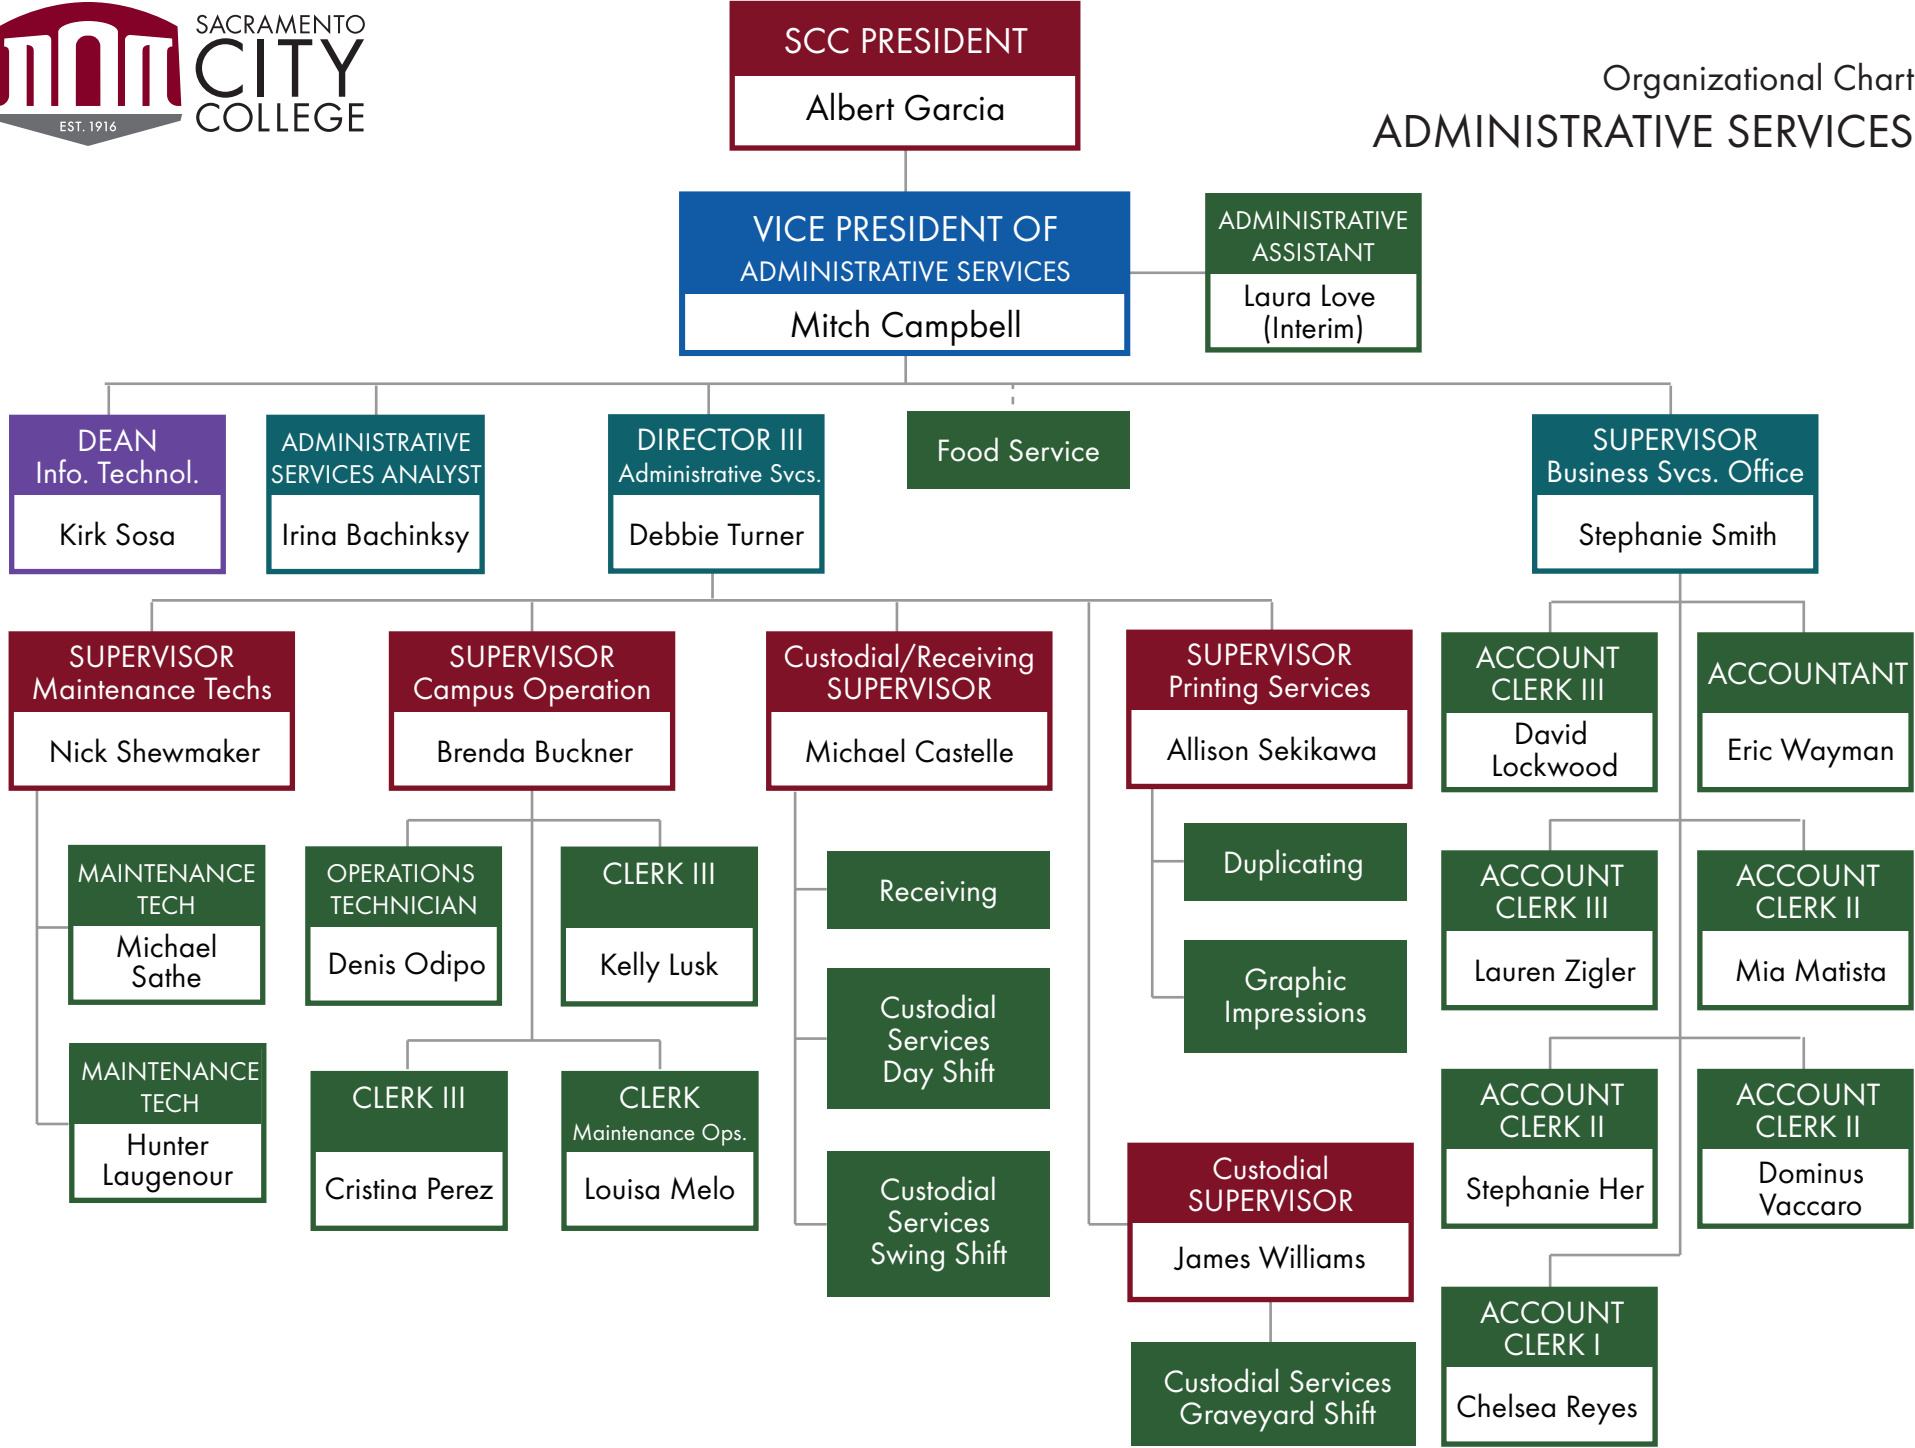 SACRAMENTO
CITY
COLLEGE
EST. 1916
Organizational Chart
ADMINISTRATIVE SERVICES
SCC PRESIDENT
Albert Garcia
VICE PRESIDENT OF
ADMINISTRATIVE SERVICES
Mitch Campbell
ADMINISTRATIVE
ASSISTANT
Laura Love
(Interim)
DEAN
Info. Technol.
Kirk Sosa
ADMINISTRATIVE
SERVICES ANALYST
Irina Bachinksy
DIRECTOR III
Administrative Svcs.
Debbie Turner
Food Service
SUPERVISOR
Business Svcs. Office
Stephanie Smith
SUPERVISOR
Maintenance Techs
Nick Shewmaker
SUPERVISOR
Campus Operation
Brenda Buckner
Custodial/Receiving
SUPERVISOR
Michael Castelle
SUPERVISOR
Printing Services
Allison Sekikawa
ACCOUNT
CLERK III
David
Lockwood
ACCOUNTANT
Eric Wayman
MAINTENANCE
TECH
Michael
Sathe
OPERATIONS
TECHNICIAN
Denis Odipo
CLERK III
Kelly Lusk
Receiving
Duplicating
ACCOUNT
CLERK III
Lauren Zigler
ACCOUNT
CLERK II
Mia Matista
Custodial
Services
Day Shift
Graphic
Impressions
MAINTENANCE
TECH
Hunter
Laugenour
CLERK III
Cristina Perez
CLERK
Maintenance Ops.
Louisa Melo
Custodial
Services
Swing Shift
Custodial
SUPERVISOR
James Williams
ACCOUNT
CLERK II
Stephanie Her
ACCOUNT
CLERK II
Dominus
Vaccaro
Custodial Services
Graveyard Shift
ACCOUNT
CLERK I
Chelsea Reyes